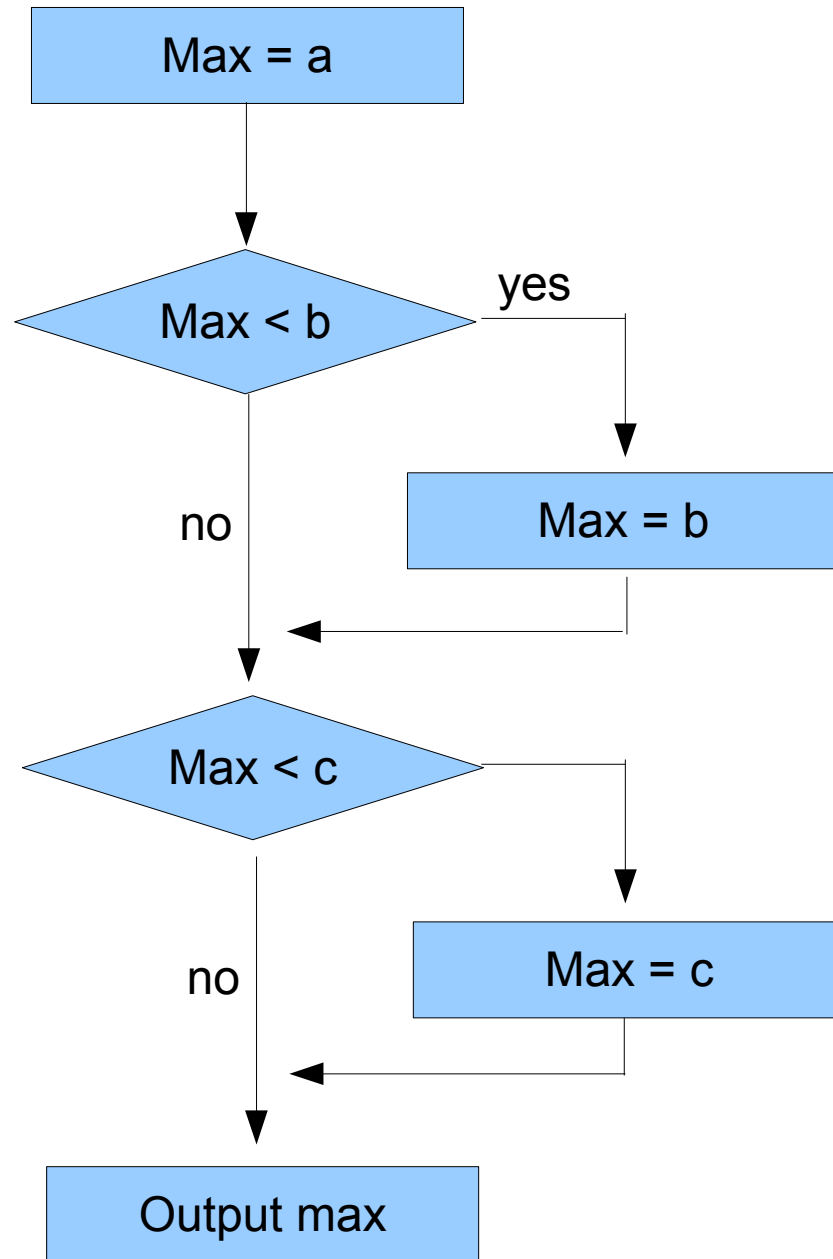 Max = a
Max < b
yes
no
Max = b
Max < c
no
Max = c
Output max